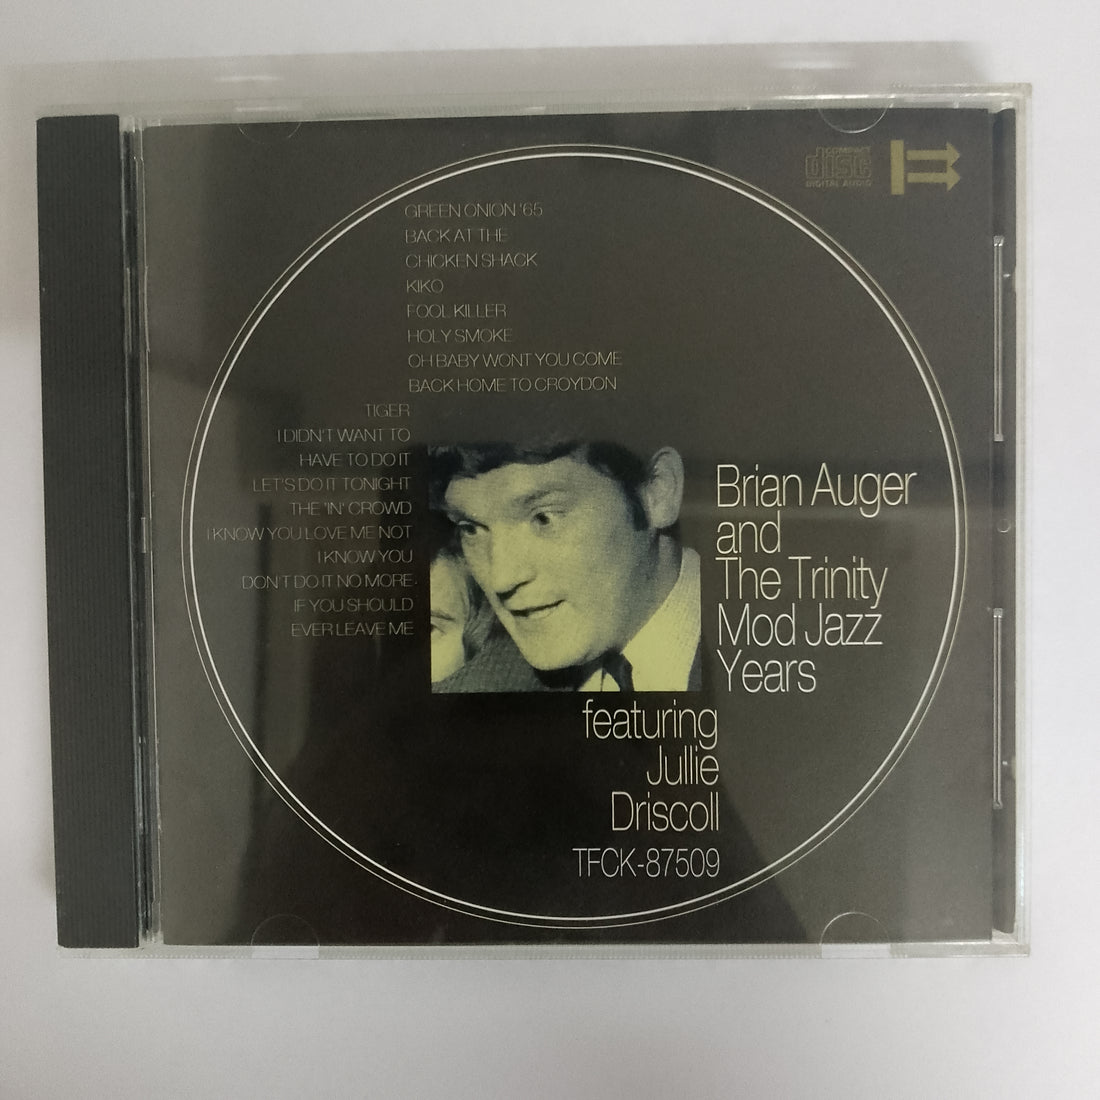 COMPACT
disc
DIGITAL AUDIO
GREEN ONION '65
BACK AT THE
CHICKEN SHACK
KIKO
FOOL KILLER
HOLY SMOKE
OH BABY WONT YOU COME
BACK HOME TO CROYDON
TIGER
I DIDN'T WANT TO
HAVE TO DO IT
LET'S DO IT TONIGHT
THE 'IN' CROWD
I KNOW YOU LOVE ME NOT
I KNOW YOU
DON'T DO IT NO MORE
IF YOU SHOULD
EVER LEAVE ME
Brian Auger
and
The Trinity
Mod Jazz
Years
featuring
Jullie
Driscoll
TFCK-87509